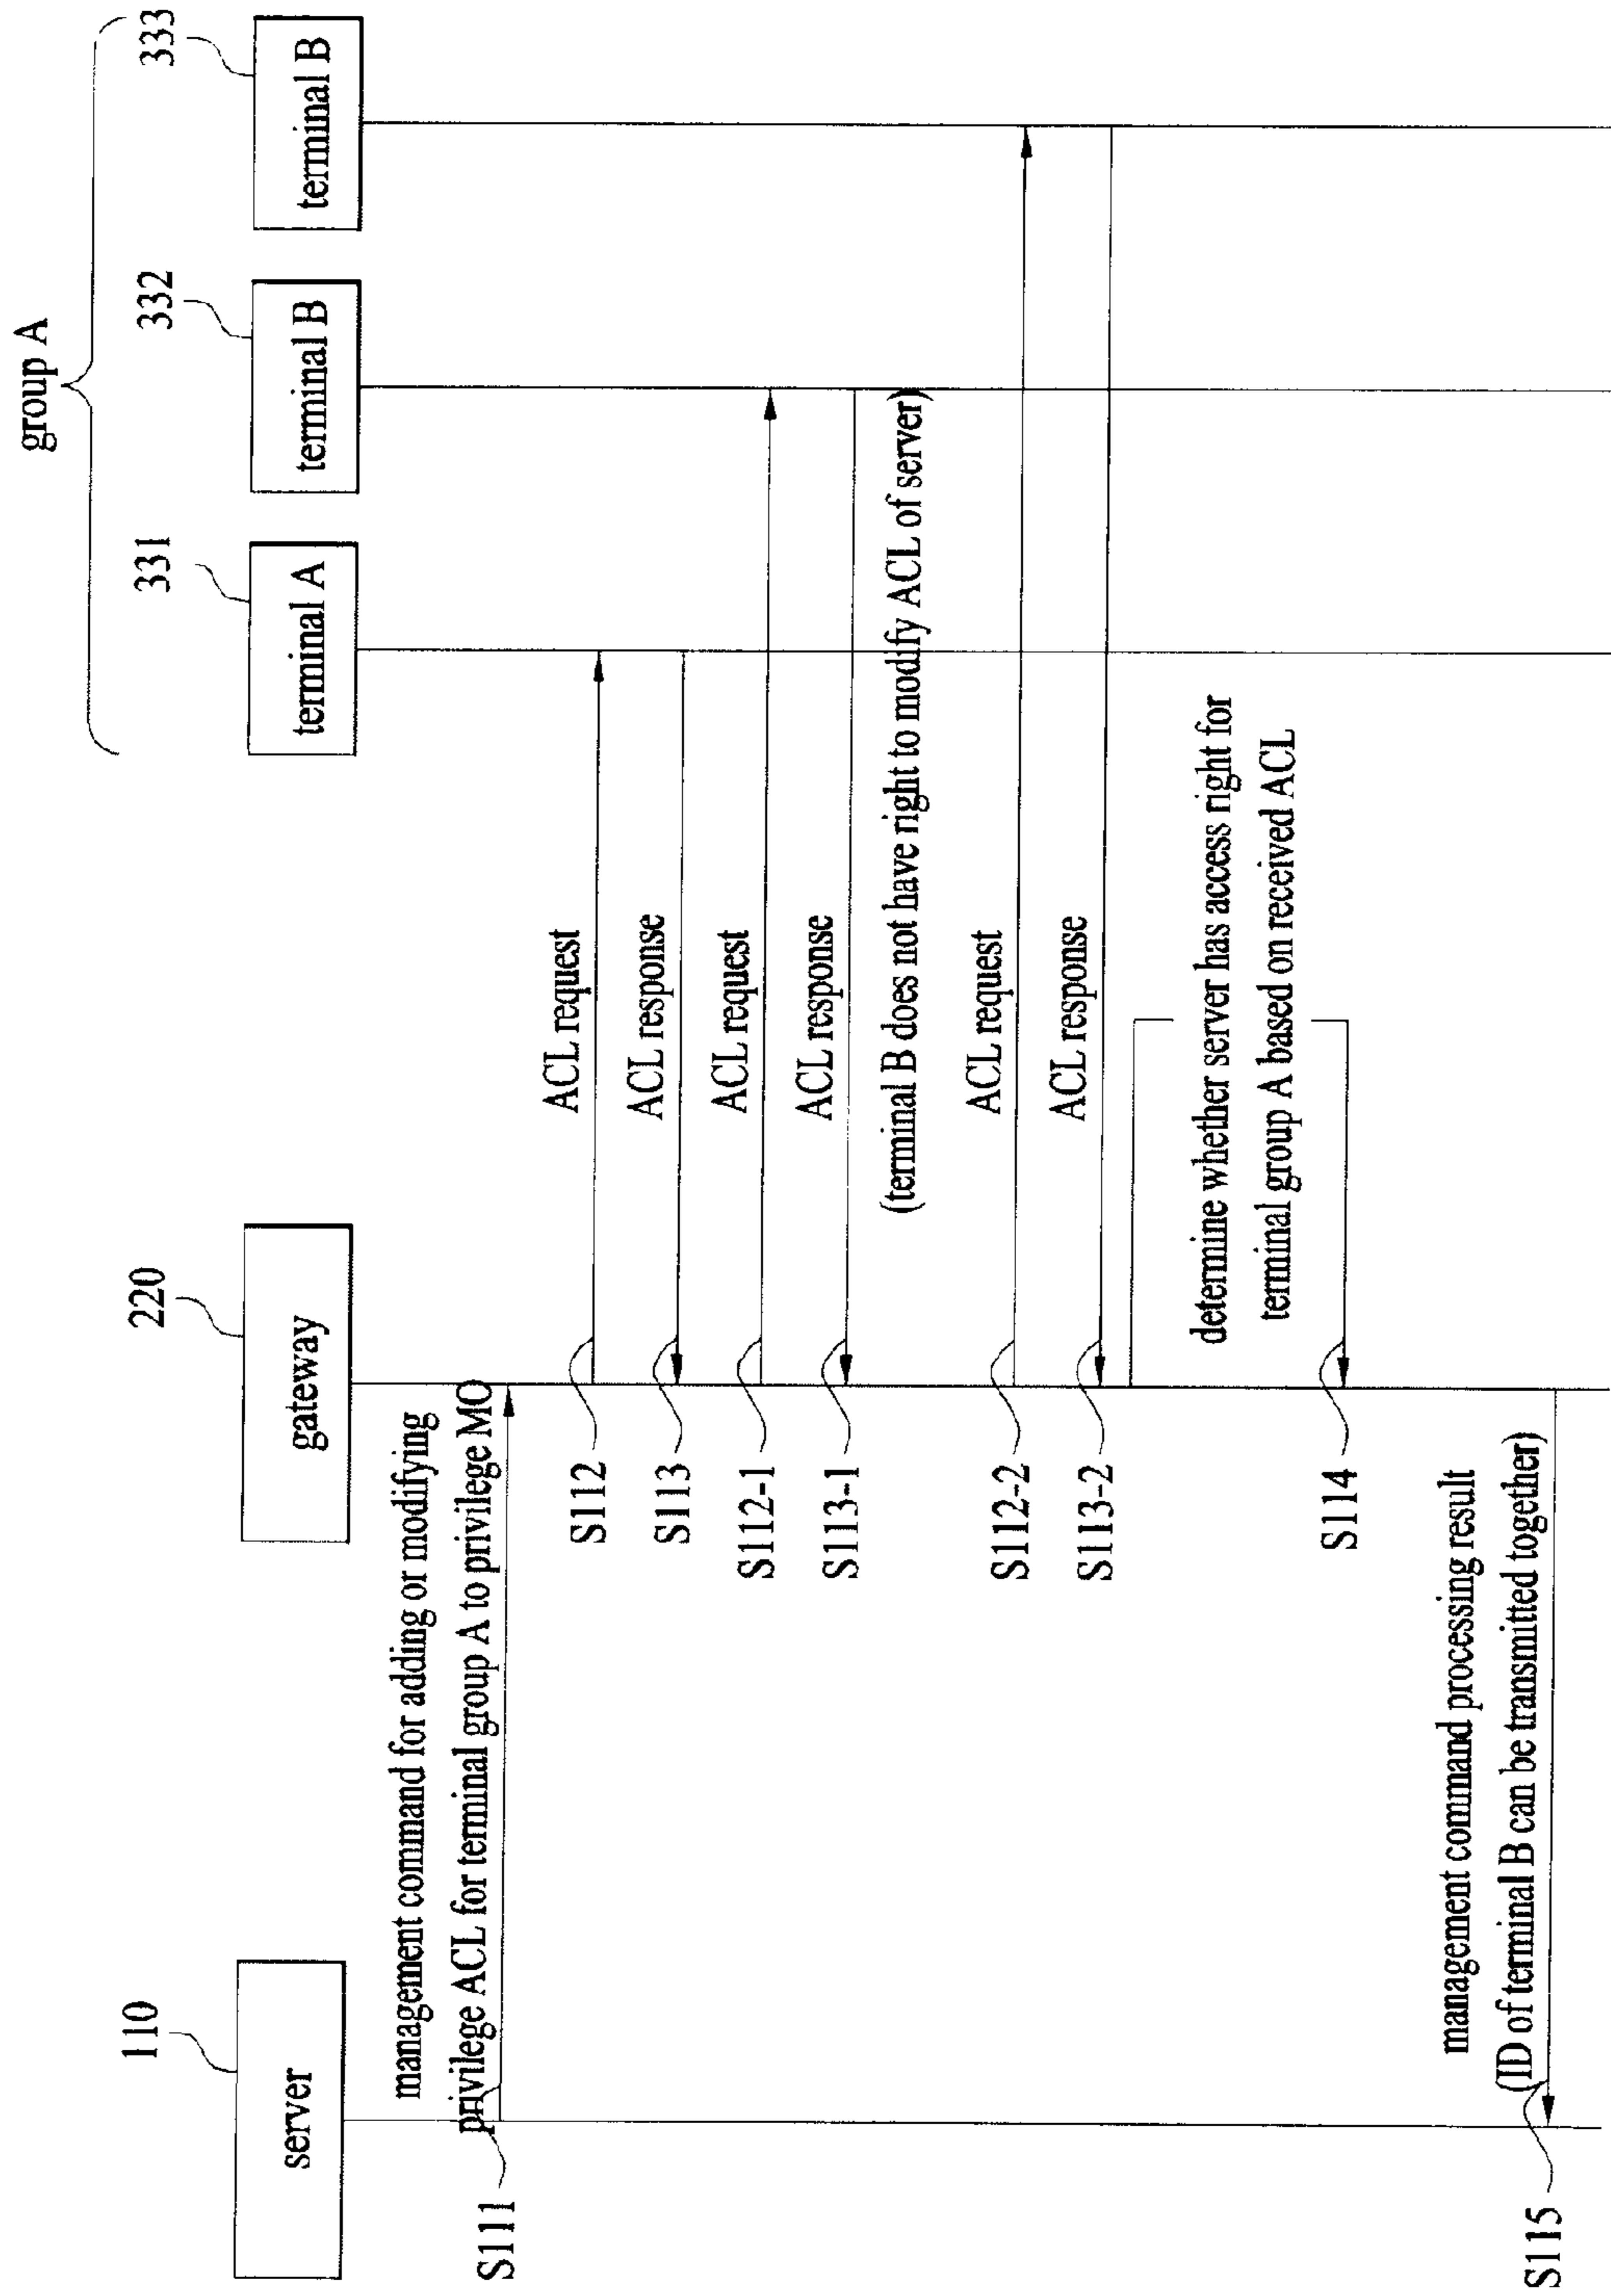 group A
110
220
331
332
333
server
gateway
terminal A
terminal B
terminal B
management command for adding or modifying
privilege ACL for terminal group A to privilege MO
S111
ACL request
S112
ACL response
S113
ACL request
S112-1
ACL response
S113-1
(terminal B does not have right to modify ACL of server)
ACL request
S112-2
ACL response
S113-2
determine whether server has access right for
terminal group A based on received ACL
S114
management command processing result
(ID of terminal B can be transmitted together)
S115